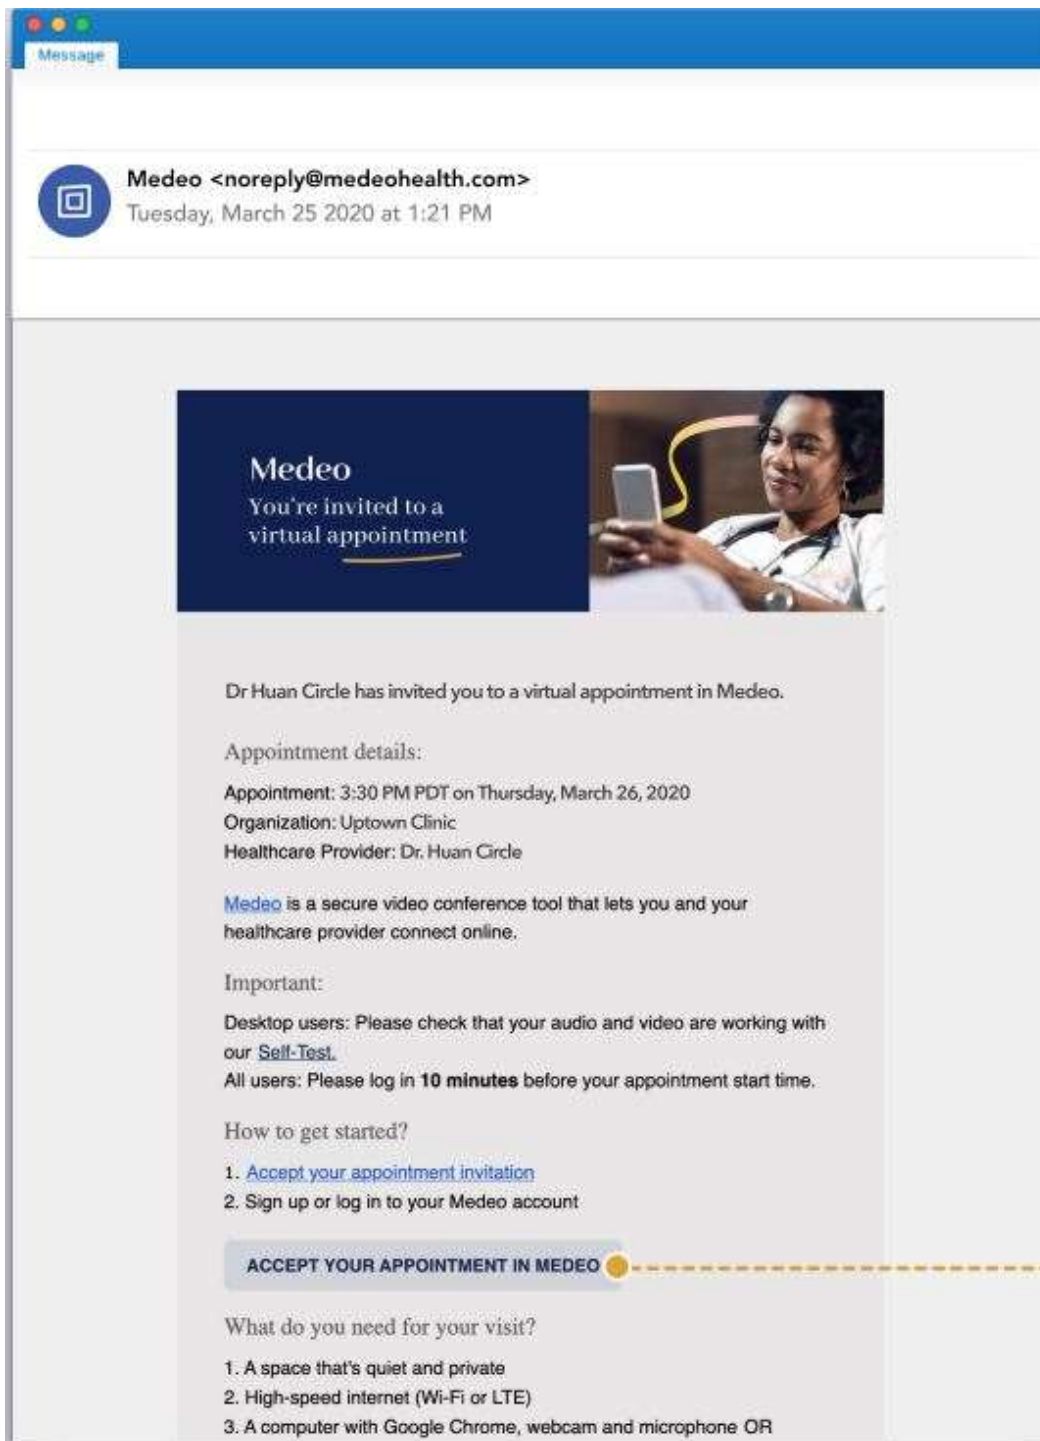 Message
Medeo <noreply@medeohealth.com>
Tuesday, March 25 2020 at 1:21 PM
Medeo
You're invited to a
virtual appointment
Dr Huan Circle has invited you to a virtual appointment in Medeo.
Appointment details:
Appointment: 3:30 PM PDT on Thursday, March 26, 2020
Organization: Uptown Clinic
Healthcare Provider: Dr. Huan Circle
Medeo is a secure video conference tool that lets you and your
healthcare provider connect online.
Important:
Desktop users: Please check that your audio and video are working with
our Self-Test.
All users: Please log in 10 minutes before your appointment start time.
How to get started?
1. Accept your appointment invitation
2. Sign up or log in to your Medeo account
ACCEPT YOUR APPOINTMENT IN MEDEO
What do you need for your visit?
1. A space that's quiet and private
2. High-speed internet (Wi-Fi or LTE)
3. A computer with Google Chrome, webcam and microphone OR